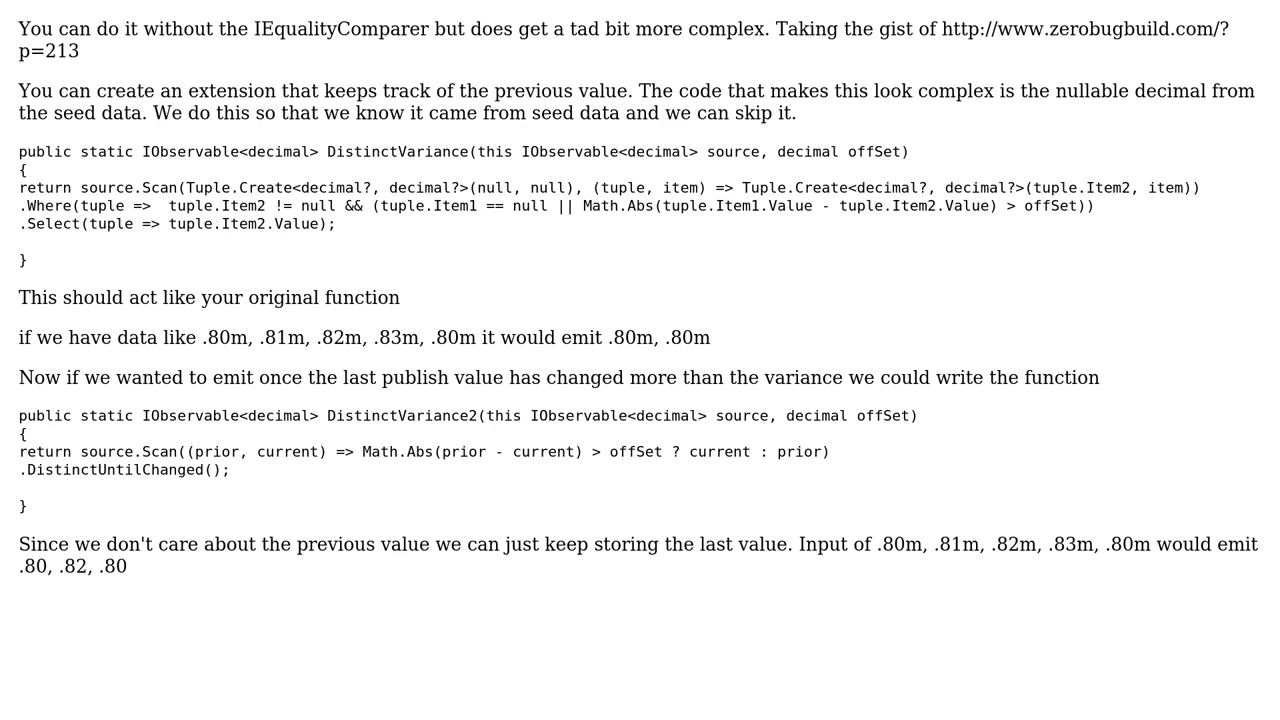 You can do it without the IEqualityComparer but does get a tad bit more complex. Taking the gist of http://www.zerobugbuild.com/?
p=213
You can create an extension that keeps track of the previous value. The code that makes this look complex is the nullable decimal from
the seed data. We do this so that we know it came from seed data and we can skip it.
public static IObservable<decimal> DistinctVariance(this IObservable<decimal> source, decimal offSet)
{
return source.Scan(Tuple.Create<decimal?, decimal?>(null, null), (tuple, item) => Tuple.Create<decimal?, decimal?>(tuple.Item2, item))
.Where(tuple =>  tuple.Item2 != null && (tuple.Item1 == null || Math.Abs(tuple.Item1.Value - tuple.Item2.Value) > offSet))
.Select(tuple => tuple.Item2.Value);
}
This should act like your original function
if we have data like .80m, .81m, .82m, .83m, .80m it would emit .80m, .80m
Now if we wanted to emit once the last publish value has changed more than the variance we could write the function
public static IObservable<decimal> DistinctVariance2(this IObservable<decimal> source, decimal offSet)
{
return source.Scan((prior, current) => Math.Abs(prior - current) > offSet ? current : prior)
.DistinctUntilChanged();
}
Since we don't care about the previous value we can just keep storing the last value. Input of .80m, .81m, .82m, .83m, .80m would emit
.80, .82, .80